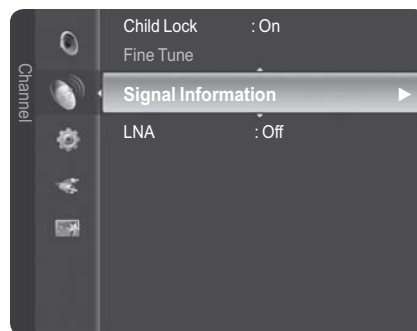 Channel
Child Lock : On
Fine Tune
Signal Information
LNA : Off